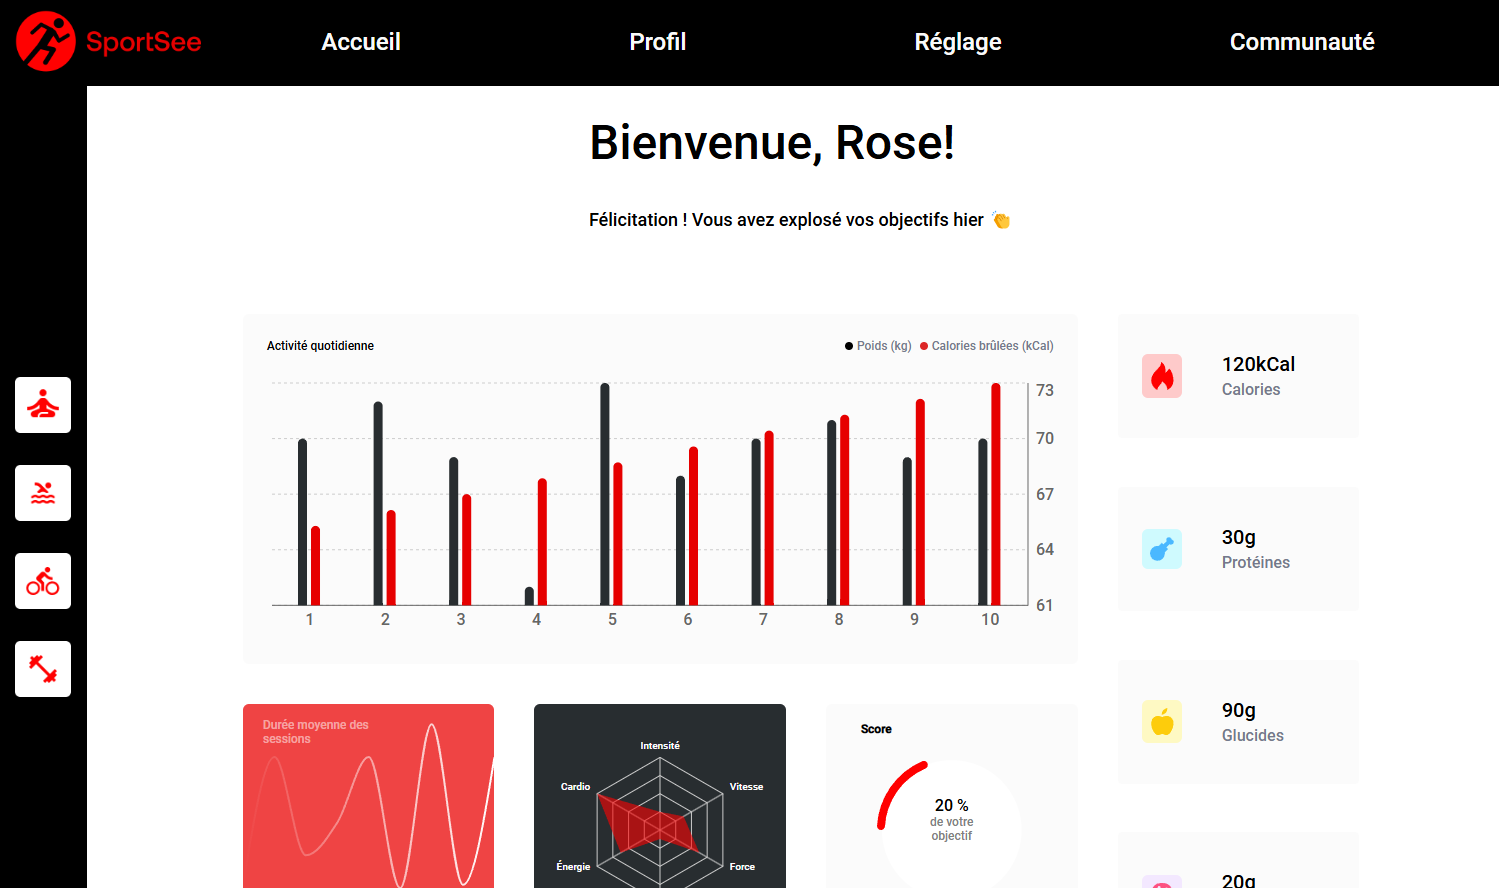 SportSee
Accueil
Profil
Réglage
Communauté
Bienvenue, Rose!
Félicitation ! Vous avez explosé vos objectifs hier 👏
Activité quotidienne
Poids (kg)
Calories brûlées (kCal)
73
70
67
64
61
1
2
3
4
5
6
7
8
9
10
120kCal
Calories
30g
Protéines
90g
Glucides
20g
Durée moyenne des
sessions
Intensité
Vitesse
Force
Énergie
Cardio
Score
20 %
de votre
objectif